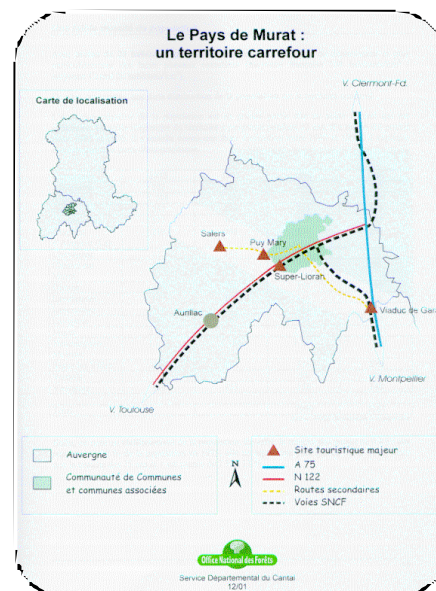 Le Pays de Murat :
un territoire carrefour
V. Clermont-Fd.
Carte de localisation
Salers
Puy Mary
Super-Lioran
Aurillac
Viaduc de
V. Montpellier
V. Toulouse
Auvergne
Communauté de Communes
et communes associées
N
Site touristique majeur
A 75
N 122
Routes secondaires
Voies SNCF
Office National des Forêts
Service Départemental du Cantal
12/01